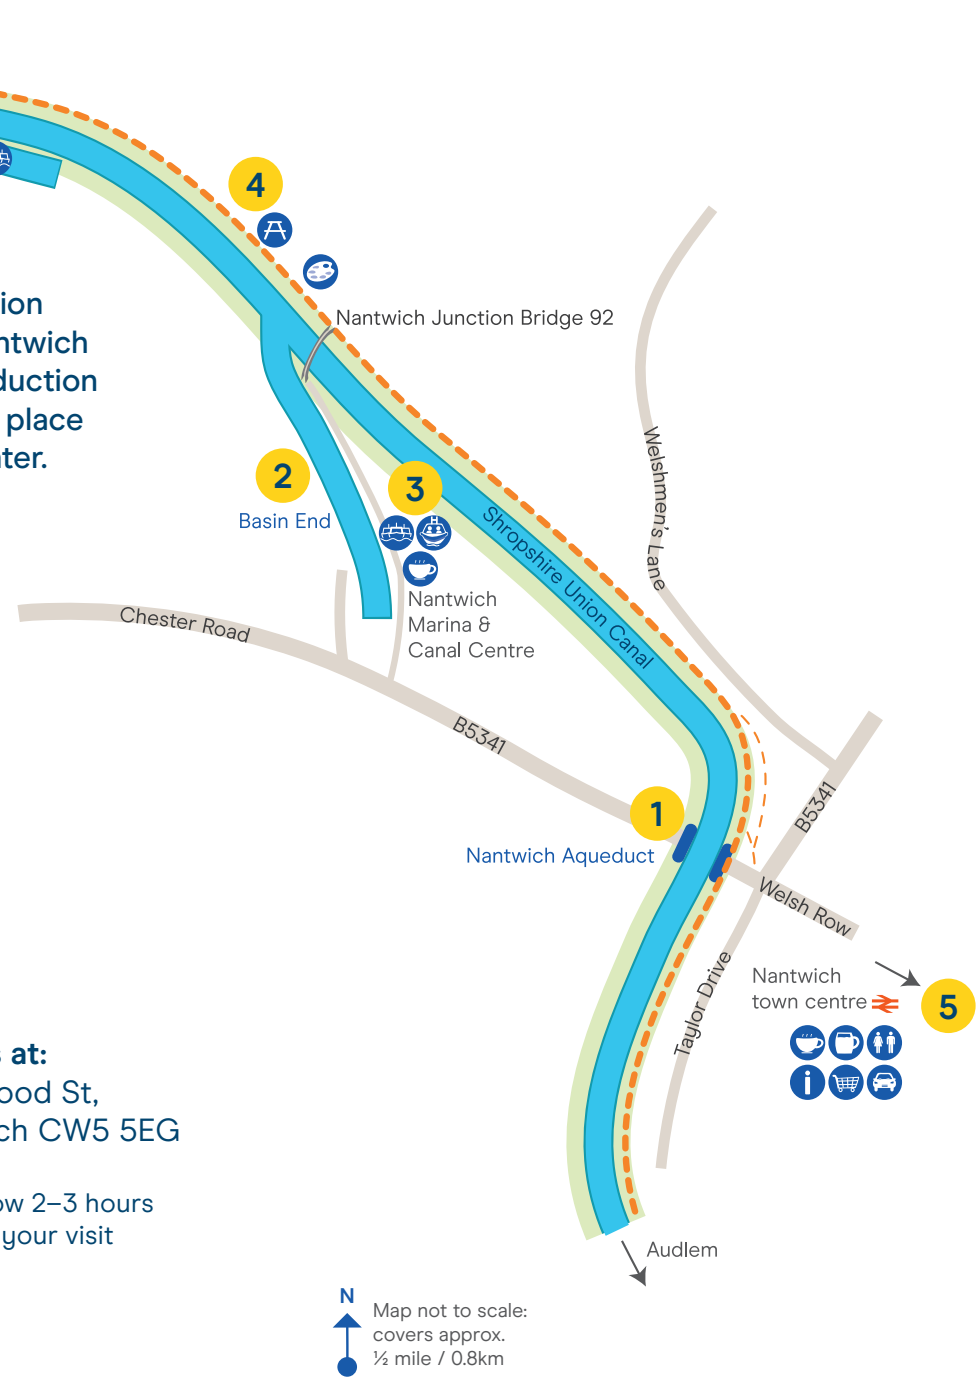 4
Nantwich Junction Bridge 92
ion
ntwich
duction
place
ter.
2
Basin End
3
Shropshire Union Canal
Welshmen's Lane
Nantwich
Marina &
Canal Centre
Chester Road
B5341
1
Nantwich Aqueduct
B5341
Welsh Row
Taylor Drive
Nantwich
town centre
5
s at:
ood St,
ch CW5 5EG
ow 2–3 hours
your visit
Audlem
N
Map not to scale:
covers approx.
½ mile / 0.8km